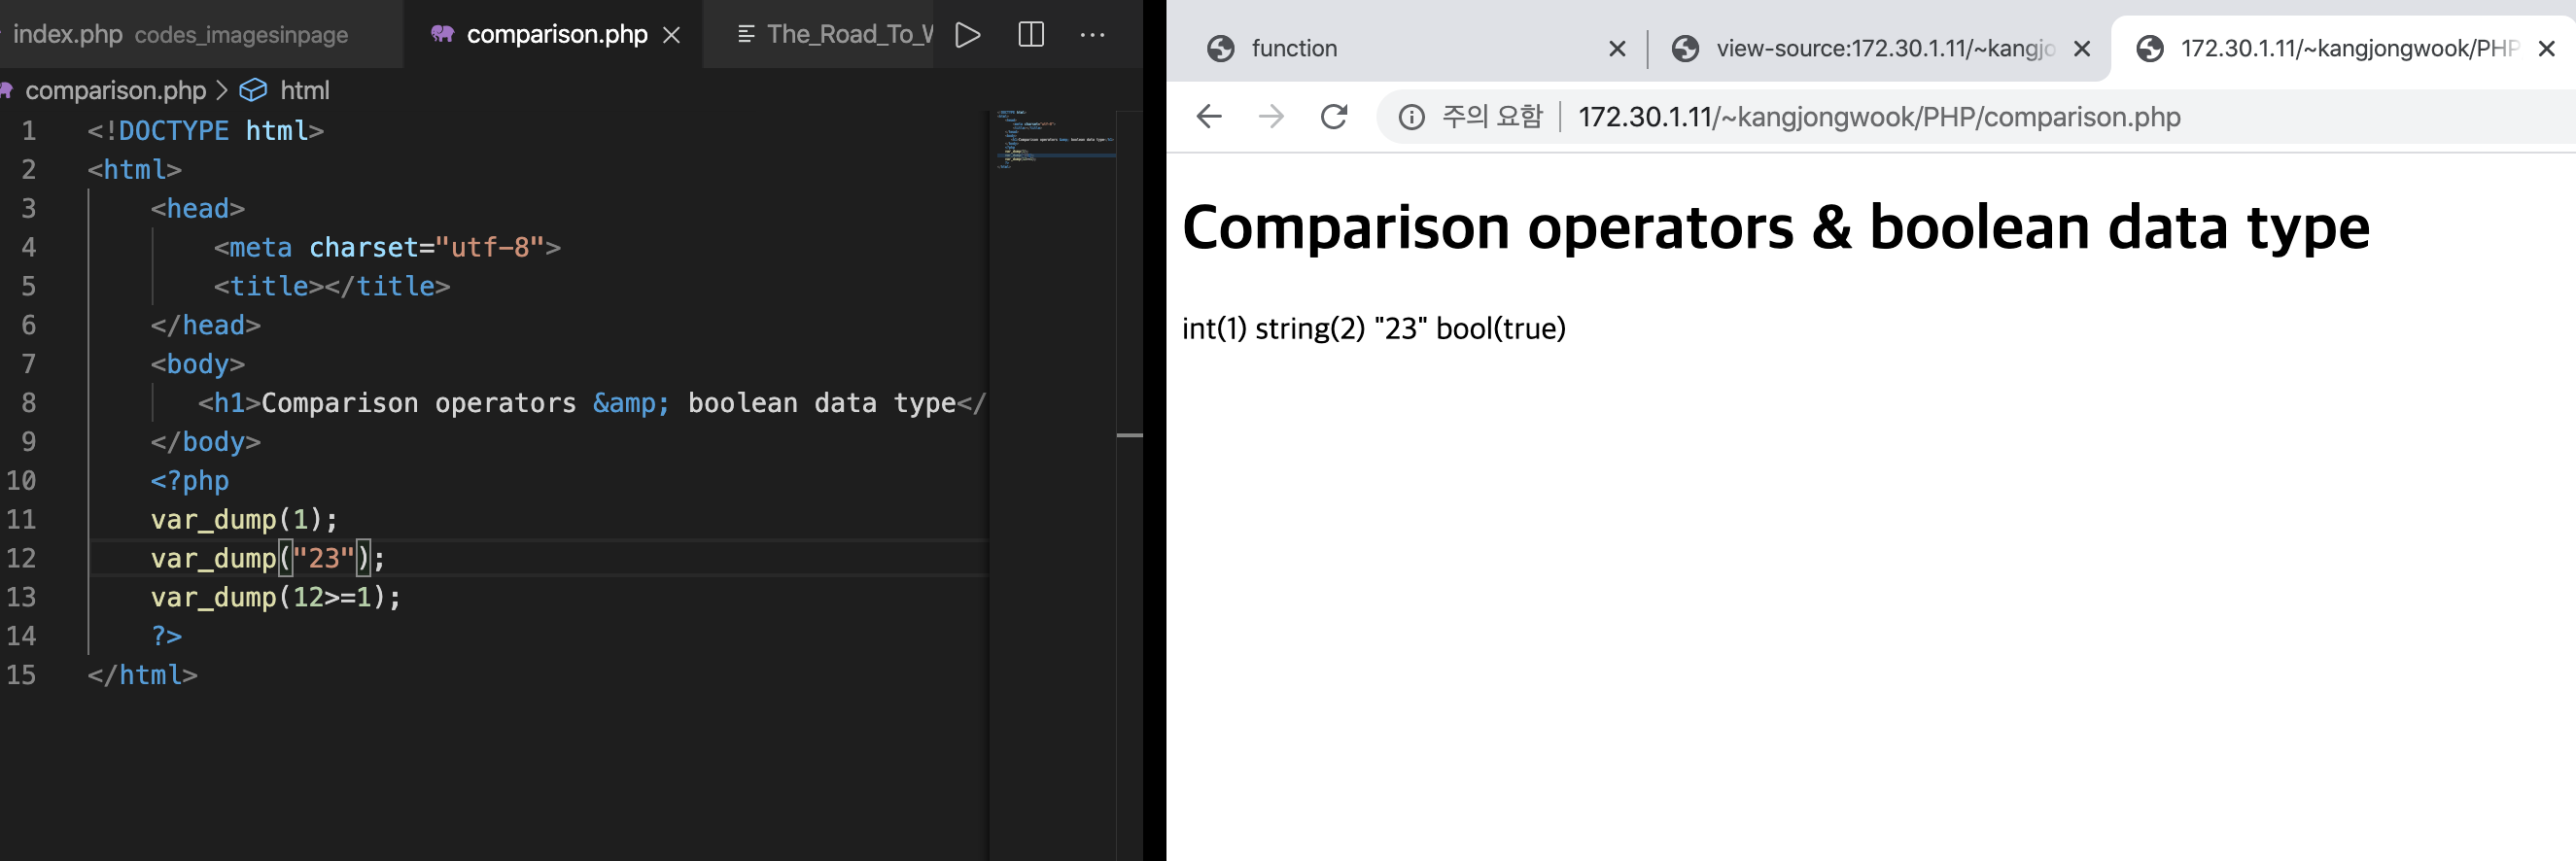 index.php codes_imagesinpage
comparison.php
The_Road_To_W
comparison.php > html
1 <!DOCTYPE html>
2 <html>
3 <head>
4 <meta charset="utf-8">
5 <title></title>
6 </head>
7 <body>
8 <h1>Comparison operators &amp; boolean data type</
9 </body>
10 <?php
11 var_dump(1);
12 var_dump("23");
13 var_dump(12>=1);
14 ?>
15 </html>
function
view-source:172.30.1.11/~kangjo
172.30.1.11/~kangjongwook/PHP
주의 요함 172.30.1.11/~kangjongwook/PHP/comparison.php
Comparison operators & boolean data type
int(1) string(2) "23" bool(true)